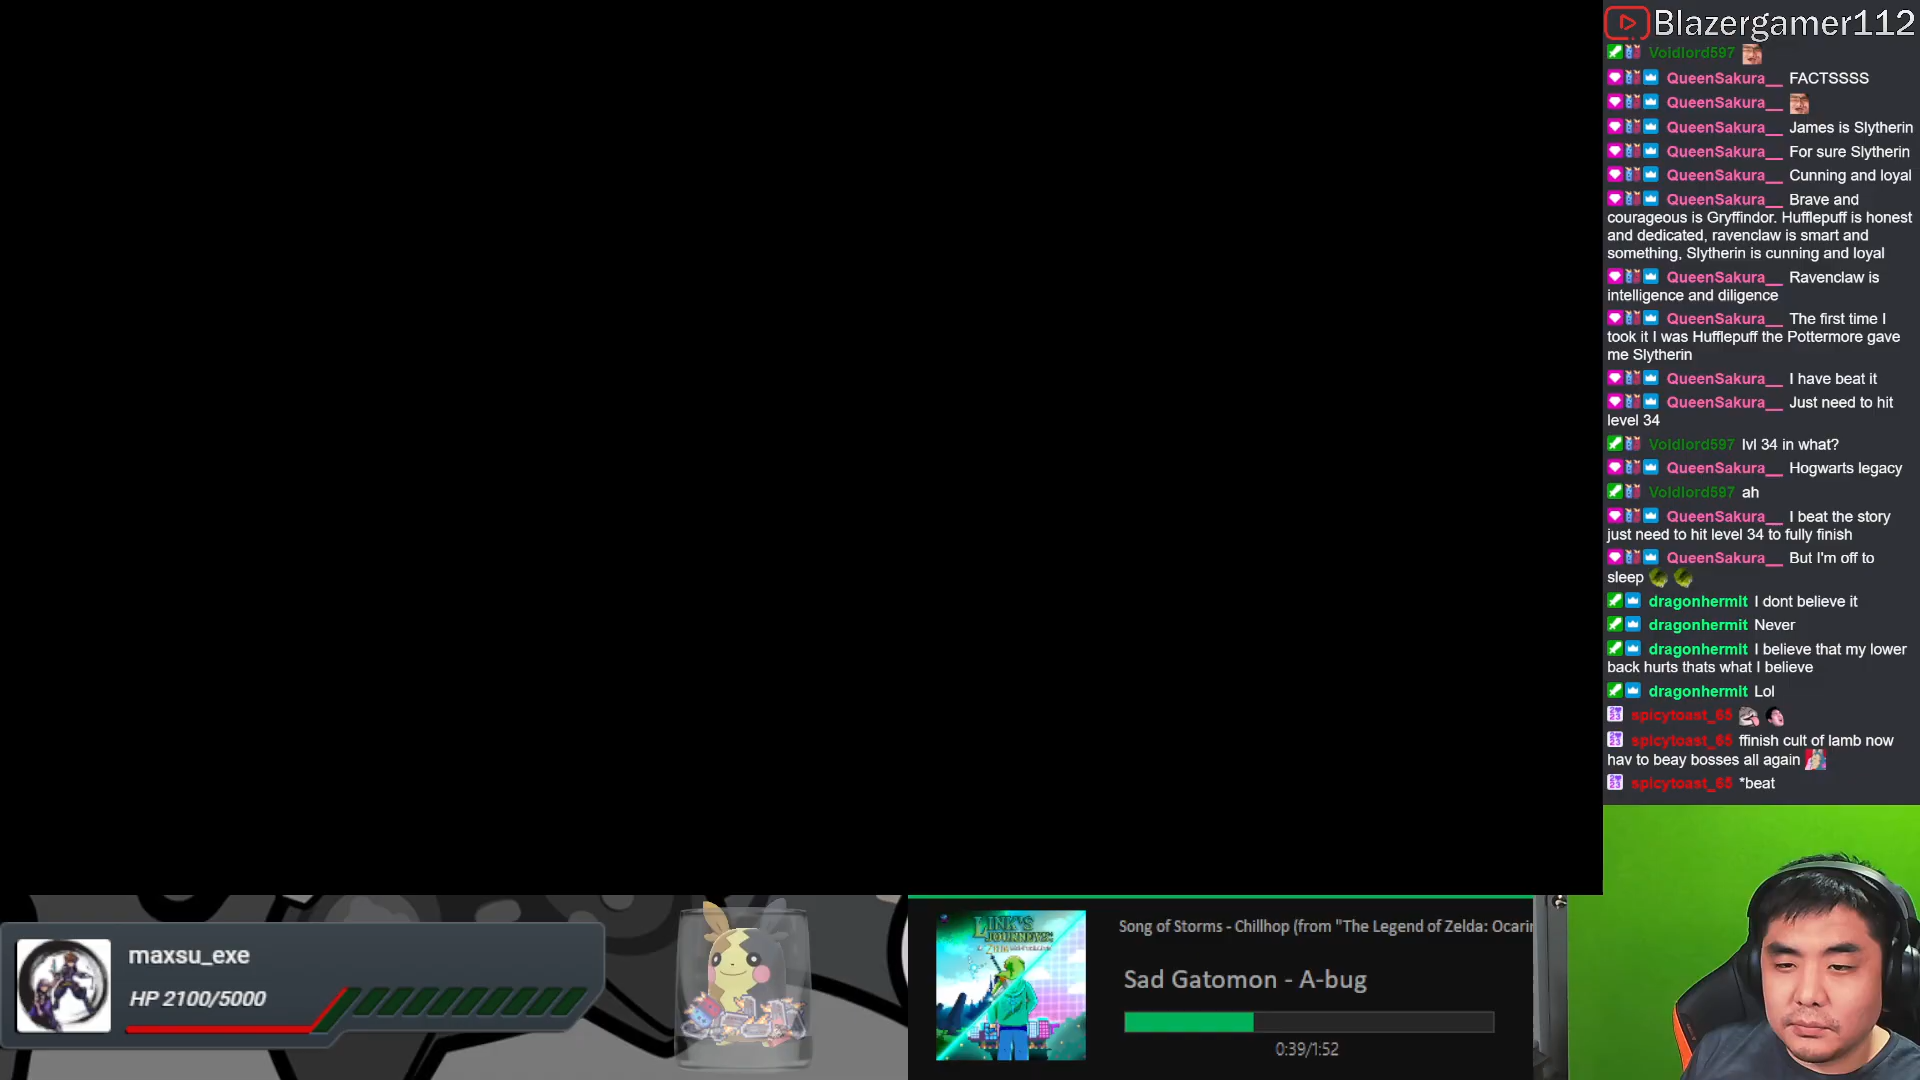 Blazergamer112
Voidlord597
QueenSakura__ FACTSSSS
QueenSakura__
QueenSakura__ James is Slytherin
QueenSakura__ For sure Slytherin
QueenSakura__ Cunning and loyal
QueenSakura__ Brave and
courageous is Gryffindor. Hufflepuff is honest
and dedicated, ravenclaw is smart and
something, Slytherin is cunning and loyal
QueenSakura__ Ravenclaw is
intelligence and diligence
QueenSakura__ The first time I
took it I was Hufflepuff the Pottermore gave
me Slytherin
QueenSakura__ I have beat it
QueenSakura__ Just need to hit
level 34
Voidlord597 lvl 34 in what?
QueenSakura__ Hogwarts legacy
Voidlord597 ah
QueenSakura__ I beat the story
just need to hit level 34 to fully finish
QueenSakura__ But I'm off to
sleep
dragonhermit I dont believe it
dragonhermit Never
dragonhermit I believe that my lower
back hurts thats what I believe
dragonhermit Lol
spicytoast_65
spicytoast_65 ffinish cult of lamb now
hav to beay bosses all again
spicytoast_65 *beat
maxsu_exe
HP 2100/5000
LINK'S
JOURNEY
Song of Storms - Chillhop (from "The Legend of Zelda: Ocari
Sad Gatomon - A-bug
0:39/1:52